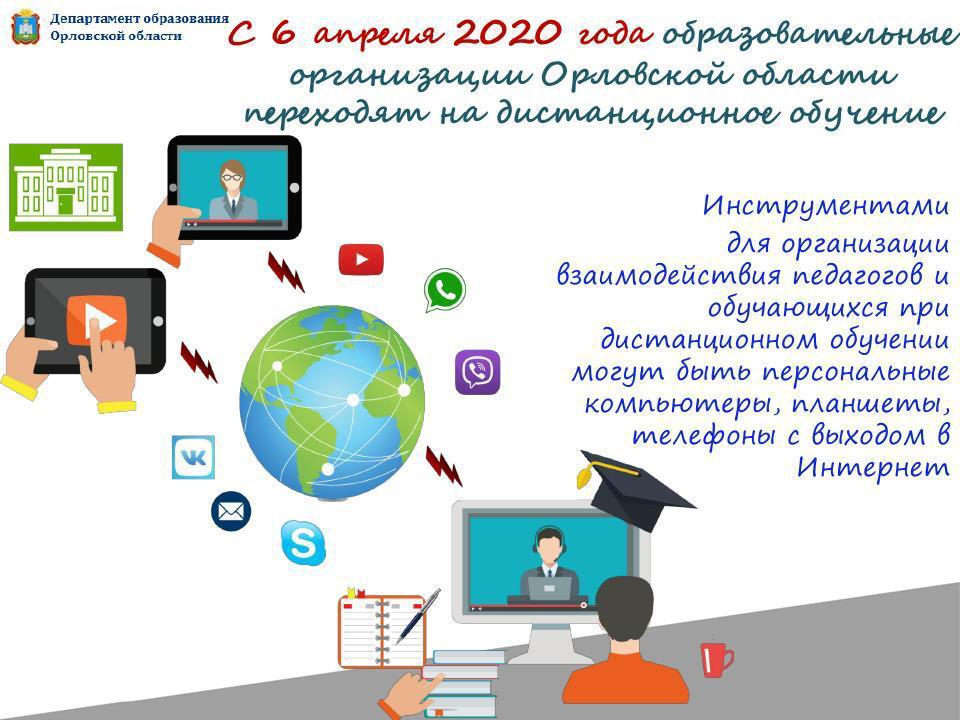 Департамент образования
Орловской области
С 6 апреля 2020 года образовательные
организации Орловской области
переходят на дистанционное обучение
Инструментами
для организации
взаимодействия педагогов и
обучающихся при
дистанционном обучении
могут быть персональные
компьютеры, планшеты,
телефоны с выходом в
Интернет